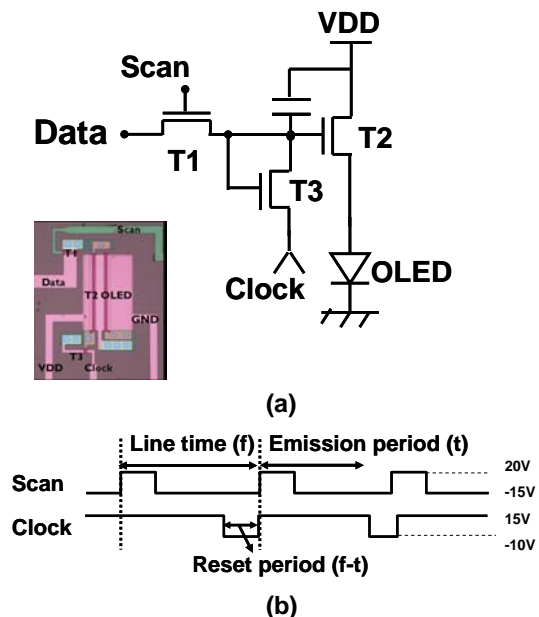 VDD
Scan
Data
T1
T2
T3
Clock
OLED
Scan
T1
Data
T2 OLED
GND
T3
VDD
Clock
(a)
Line time (f)
Emission period (t)
Scan
20V
-15V
Clock
15V
-10V
Reset period (f-t)
(b)